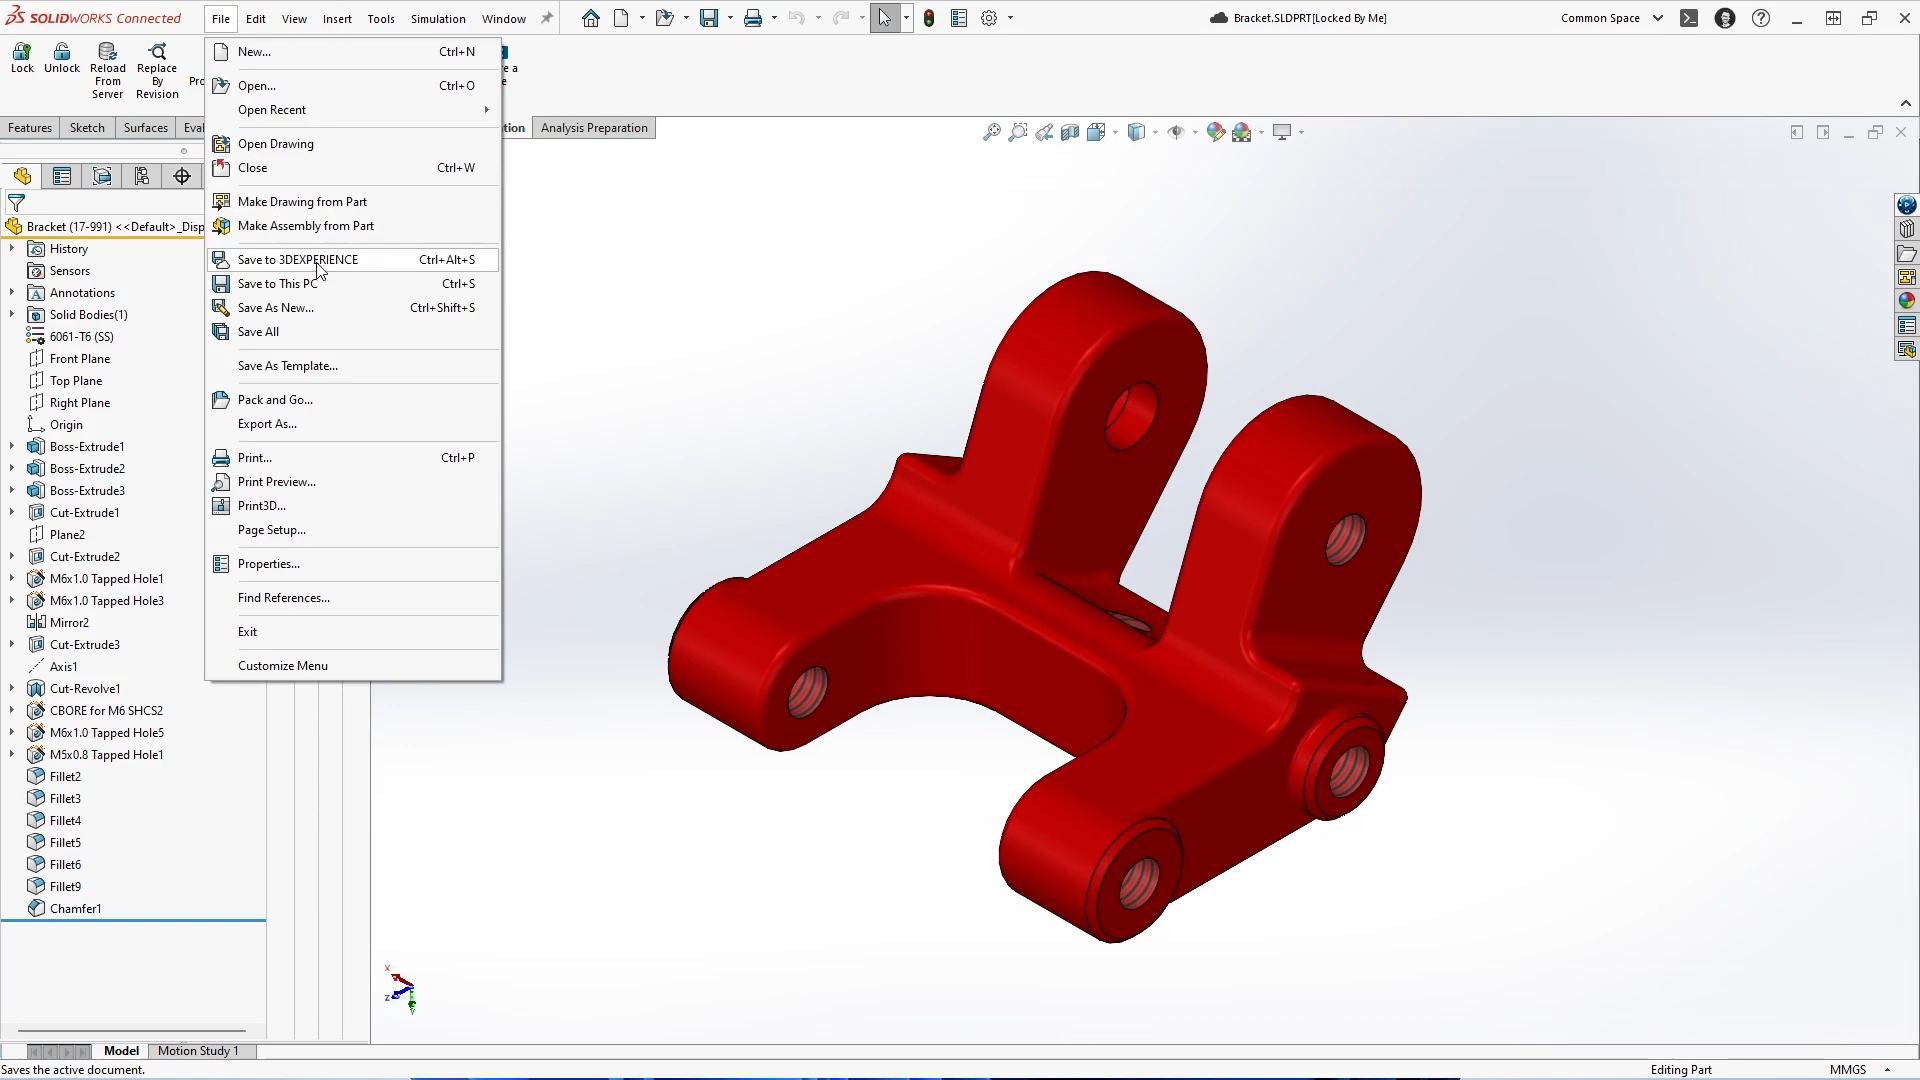 SOLIDWORKS Connected
File Edit View Insert Tools Simulation Window
Bracket.SLDPRT[Locked By Me]
Common Space
Lock
Unlock
Reload From Server
Replace By Revision
Features Sketch Surfaces
Analysis Preparation
New... Ctrl+N
Open... Ctrl+O
Open Recent
Open Drawing
Close Ctrl+W
Make Drawing from Part
Make Assembly from Part
Save to 3DEXPERIENCE Ctrl+Alt+S
Save to This PC Ctrl+S
Save As New... Ctrl+Shift+S
Save All
Save As Template...
Pack and Go...
Export As...
Print... Ctrl+P
Print Preview...
Print3D...
Page Setup...
Properties...
Find References...
Exit
Customize Menu
Bracket (17-991) <<Default>_Disp
History
Sensors
Annotations
Solid Bodies(1)
6061-T6 (SS)
Front Plane
Top Plane
Right Plane
Origin
Boss-Extrude1
Boss-Extrude2
Boss-Extrude3
Cut-Extrude1
Plane2
Cut-Extrude2
M6x1.0 Tapped Hole1
M6x1.0 Tapped Hole3
Mirror2
Cut-Extrude3
Axis1
Cut-Revolve1
CBORE for M6 SHCS2
M6x1.0 Tapped Hole5
M5x0.8 Tapped Hole1
Fillet2
Fillet3
Fillet4
Fillet5
Fillet6
Fillet9
Chamfer1
X
Z
Model Motion Study 1
Saves the active document.
Editing Part
MMGS